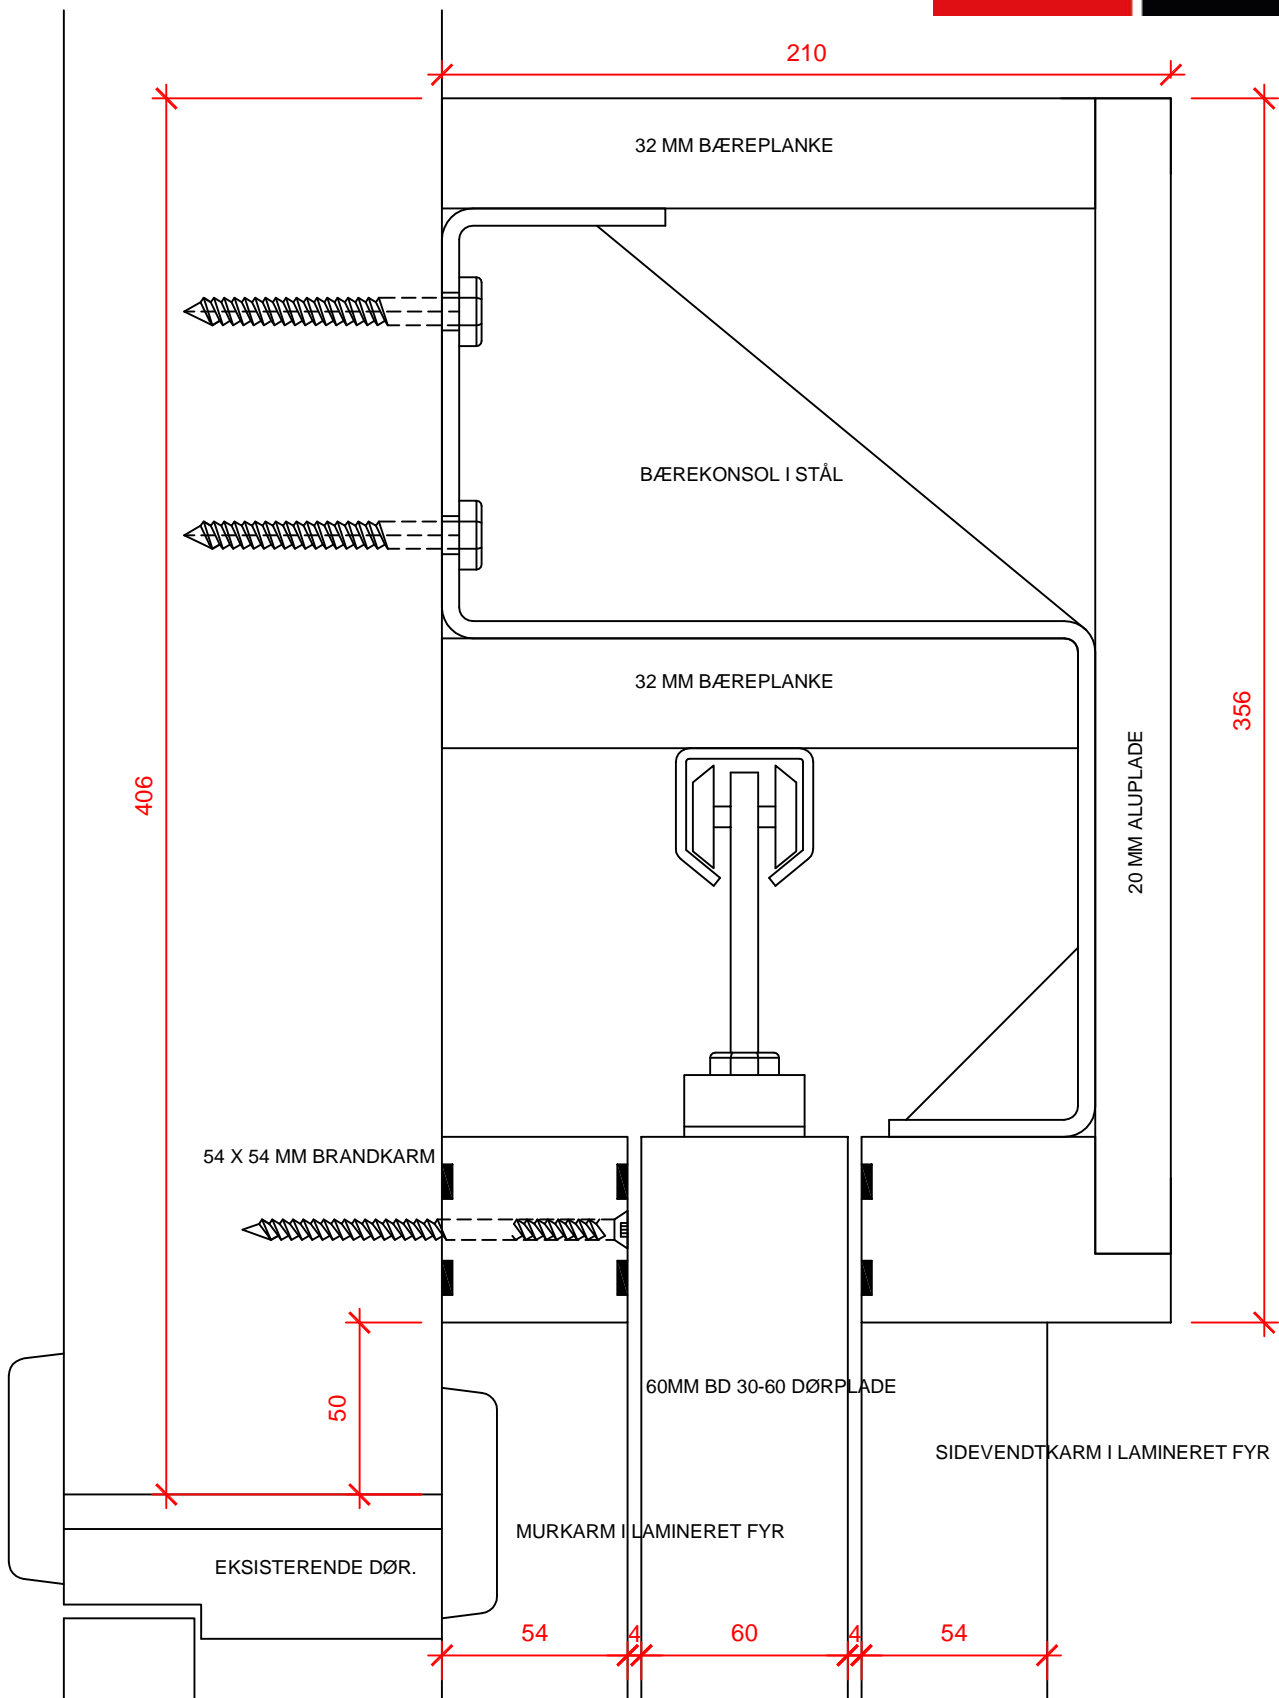 210
32 MM BÆREPLANKE
BÆREKONSOL I STÅL
32 MM BÆREPLANKE
356
406
20 MM ALUPLADE
54 X 54 MM BRANDKARM
60MM BD 30-60 DØRPLADE
50
SIDEVENDTKARM I LAMINERET FYR
MURKARM I LAMINERET FYR
EKSISTERENDE DØR.
54 4 60 4 54